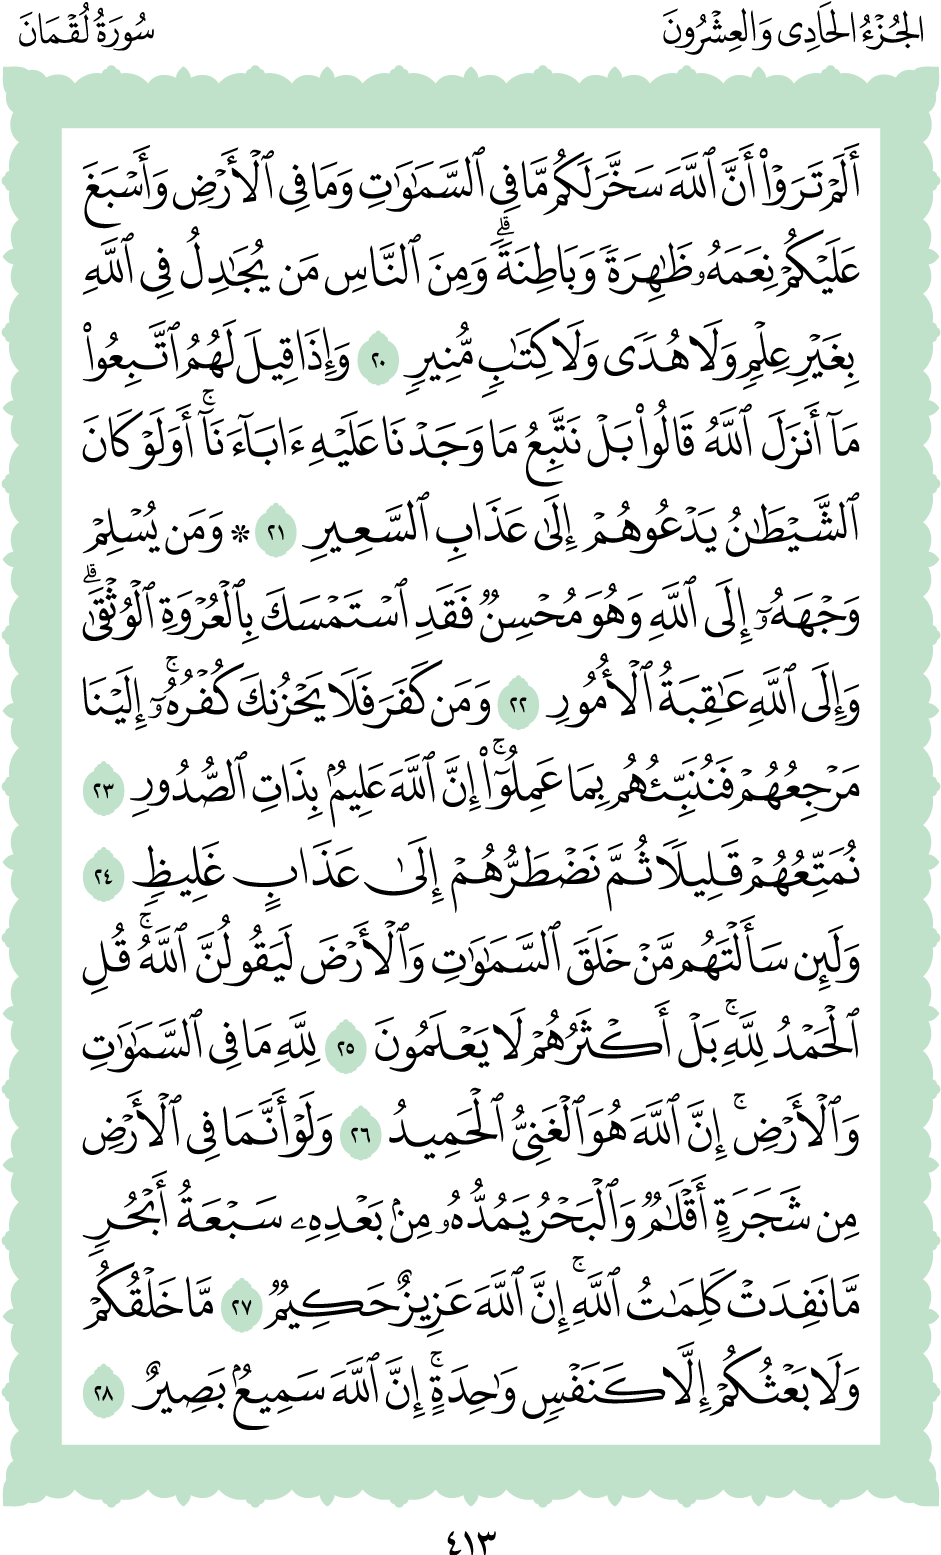 الجُزْءُ الحَادِى وَالعِشْرُونَ
سُورَةُ لُقْمَانَ
أَلَمْ تَرَوْا۟ أَنَّ ٱللَّهَ سَخَّرَ لَكُم مَّا فِى ٱلسَّمَٰوَٰتِ وَمَا فِى ٱلْأَرْضِ وَأَسْبَغَ
عَلَيْكُمْ نِعَمَهُۥ ظَٰهِرَةً وَبَاطِنَةً ۗ وَمِنَ ٱلنَّاسِ مَن يُجَٰدِلُ فِى ٱللَّهِ
بِغَيْرِ عِلْمٍ وَلَا هُدًى وَلَا كِتَٰبٍ مُّنِيرٍ ٢٠ وَإِذَا قِيلَ لَهُمُ ٱتَّبِعُوا۟
مَآ أَنزَلَ ٱللَّهُ قَالُوا۟ بَلْ نَتَّبِعُ مَا وَجَدْنَا عَلَيْهِ ءَابَآءَنَآ ۚ أَوَلَوْ كَانَ
ٱلشَّيْطَٰنُ يَدْعُوهُمْ إِلَىٰ عَذَابِ ٱلسَّعِيرِ ٢١ * وَمَن يُسْلِمْ
وَجْهَهُۥٓ إِلَى ٱللَّهِ وَهُوَ مُحْسِنٌ فَقَدِ ٱسْتَمْسَكَ بِٱلْعُرْوَةِ ٱلْوُثْقَىٰ ۗ
وَإِلَى ٱللَّهِ عَٰقِبَةُ ٱلْأُمُورِ ٢٢ وَمَن كَفَرَ فَلَا يَحْزُنكَ كُفْرُهُۥٓ ۚ إِلَيْنَا
مَرْجِعُهُمْ فَنُنَبِّئُهُم بِمَا عَمِلُوٓا۟ ۚ إِنَّ ٱللَّهَ عَلِيمٌۢ بِذَاتِ ٱلصُّدُورِ ٢٣
نُمَتِّعُهُمْ قَلِيلًا ثُمَّ نَضْطَرُّهُمْ إِلَىٰ عَذَابٍ غَلِيظٍ ٢٤
وَلَئِن سَأَلْتَهُم مَّنْ خَلَقَ ٱلسَّمَٰوَٰتِ وَٱلْأَرْضَ لَيَقُولُنَّ ٱللَّهُ ۚ قُلِ
ٱلْحَمْدُ لِلَّهِ ۚ بَلْ أَكْثَرُهُمْ لَا يَعْلَمُونَ ٢٥ لِلَّهِ مَا فِى ٱلسَّمَٰوَٰتِ
وَٱلْأَرْضِ ۚ إِنَّ ٱللَّهَ هُوَ ٱلْغَنِىُّ ٱلْحَمِيدُ ٢٦ وَلَوْ أَنَّمَا فِى ٱلْأَرْضِ
مِن شَجَرَةٍ أَقْلَٰمٌ وَٱلْبَحْرُ يَمُدُّهُۥ مِنۢ بَعْدِهِۦ سَبْعَةُ أَبْحُرٍ
مَّا نَفِدَتْ كَلِمَٰتُ ٱللَّهِ ۚ إِنَّ ٱللَّهَ عَزِيزٌ حَكِيمٌ ٢٧ مَّا خَلْقُكُمْ
وَلَا بَعْثُكُمْ إِلَّا كَنَفْسٍ وَٰحِدَةٍ ۚ إِنَّ ٱللَّهَ سَمِيعٌۢ بَصِيرٌ ٢٨
٤١٣